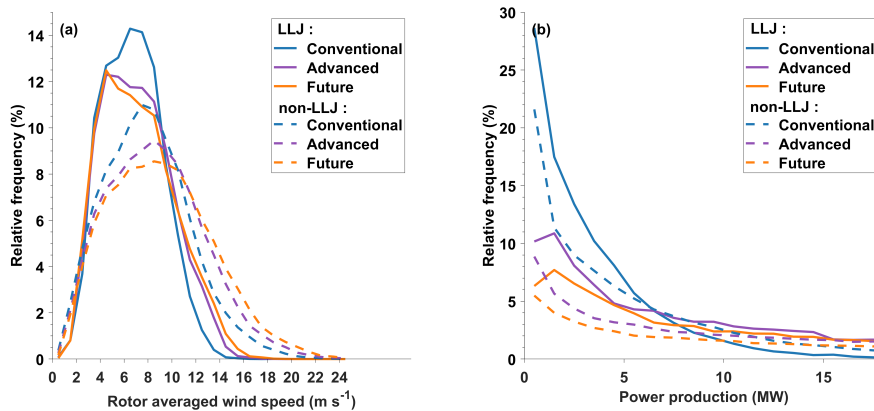 (a)
LLJ :
Conventional
Advanced
Future
non-LLJ :
Conventional
Advanced
Future
Relative frequency (%)
14
12
10
8
6
4
2
0
0 2 4 6 8 10 12 14 16 18 20 22 24
Rotor averaged wind speed (m s⁻¹)
(b)
LLJ :
Conventional
Advanced
Future
non-LLJ :
Conventional
Advanced
Future
Relative frequency (%)
30
25
20
15
10
5
0
0 5 10 15
Power production (MW)